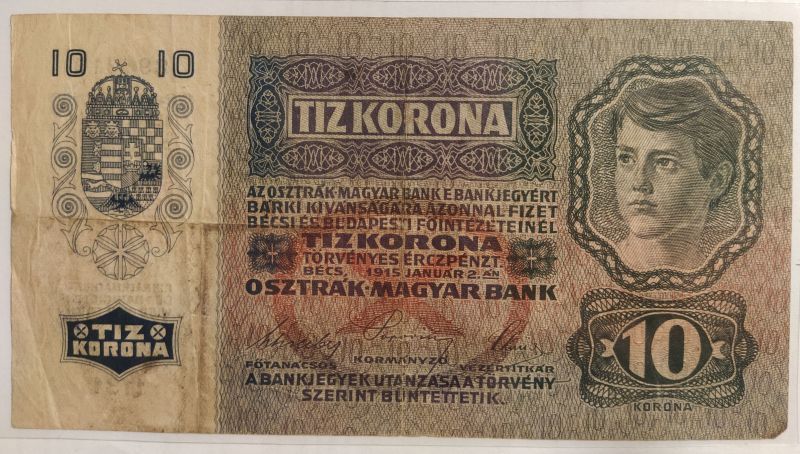 10 10
TIZ KORONA
AZ OSZTRÁK-MAGYAR BANK E BANKJEGYÉRT
BÁRKI KIVÁNSÁGÁRA AZONNAL FIZET
BÉCSI ÉS BUDAPESTI FŐINTÉZETEINÉL
TIZ KORONA
TÖRVÉNYES ÉRCZPÉNZT.
BÉCS, 1915 JANUÁR 2.-ÁN
OSZTRÁK-MAGYAR BANK
FŐTANÁCSOS KORMÁNYZÓ VEZÉRTITKÁR
A BANKJEGYEK UTÁNZÁSA A TÖRVÉNY
SZERINT BÜNTETTETIK.
TIZ
KORONA
10
KORONA